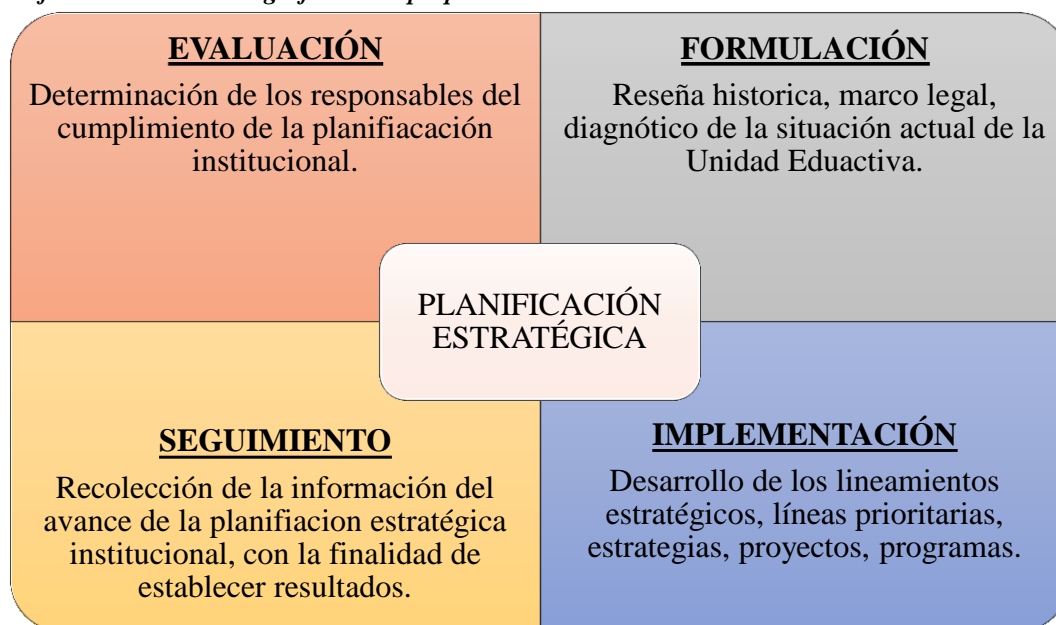 EVALUACIÓN
Determinación de los responsables del
cumplimiento de la planifiacación
institucional.
FORMULACIÓN
Reseña historica, marco legal,
diagnótico de la situación actual de la
Unidad Eduactiva.
PLANIFICACIÓN
ESTRATÉGICA
SEGUIMIENTO
Recolección de la información del
avance de la planifiacion estratégica
institucional, con la finalidad de
establecer resultados.
IMPLEMENTACIÓN
Desarrollo de los lineamientos
estratégicos, líneas prioritarias,
estrategias, proyectos, programas.